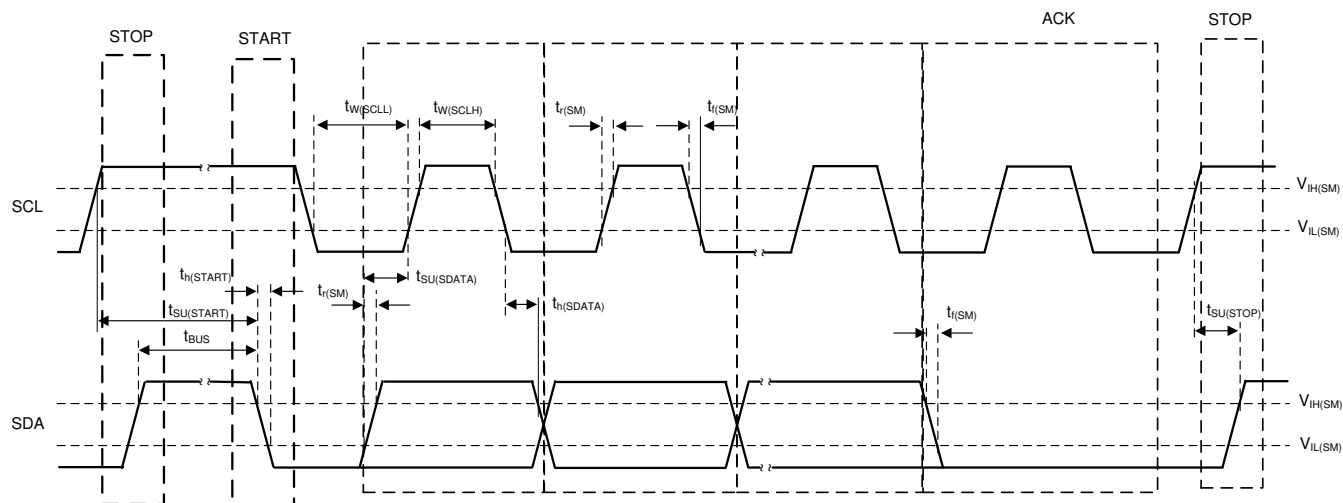 ACK
STOP
STOP
START
tW(SCLL)
tW(SCLH)
tr(SM)
tf(SM)
VIH(SM)
SCL
VIL(SM)
th(START)
tr(SM)
tSU(SDATA)
tSU(START)
th(SDATA)
tf(SM)
tSU(STOP)
tBUS
VIH(SM)
SDA
VIL(SM)